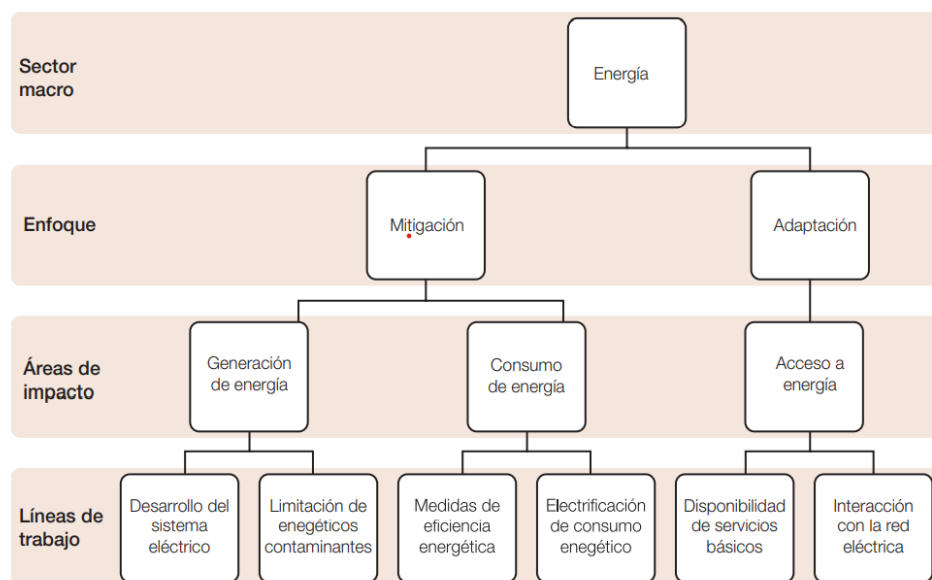 Sector
macro
Energía
Enfoque
Mitigación
Adaptación
Áreas de
impacto
Generación
de energía
Consumo
de energía
Acceso a
energía
Líneas de
trabajo
Desarrollo del
sistema
eléctrico
Limitación de
enegéticos
contaminantes
Medidas de
eficiencia
energética
Electrificación
de consumo
enegético
Disponibilidad
de servicios
básicos
Interacción
con la red
eléctrica